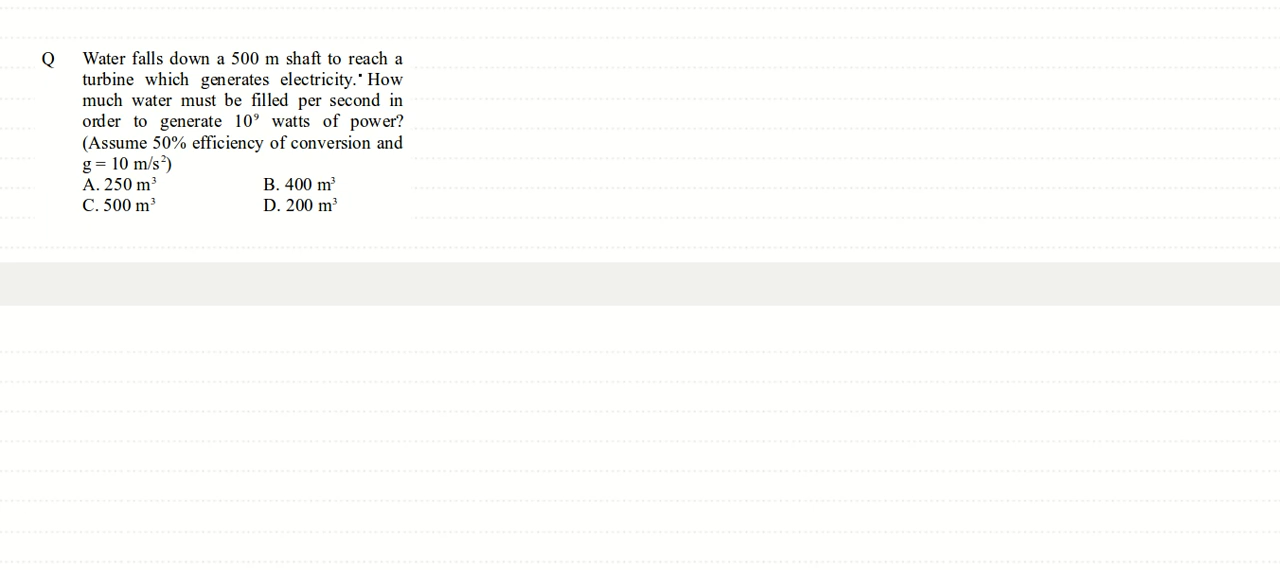 Q Water falls down a 500 m shaft to reach a
turbine which generates electricity.• How
much water must be filled per second in
order to generate 10⁹ watts of power?
(Assume 50% efficiency of conversion and
g = 10 m/s²)
A. 250 m³ B. 400 m³
C. 500 m³ D. 200 m³